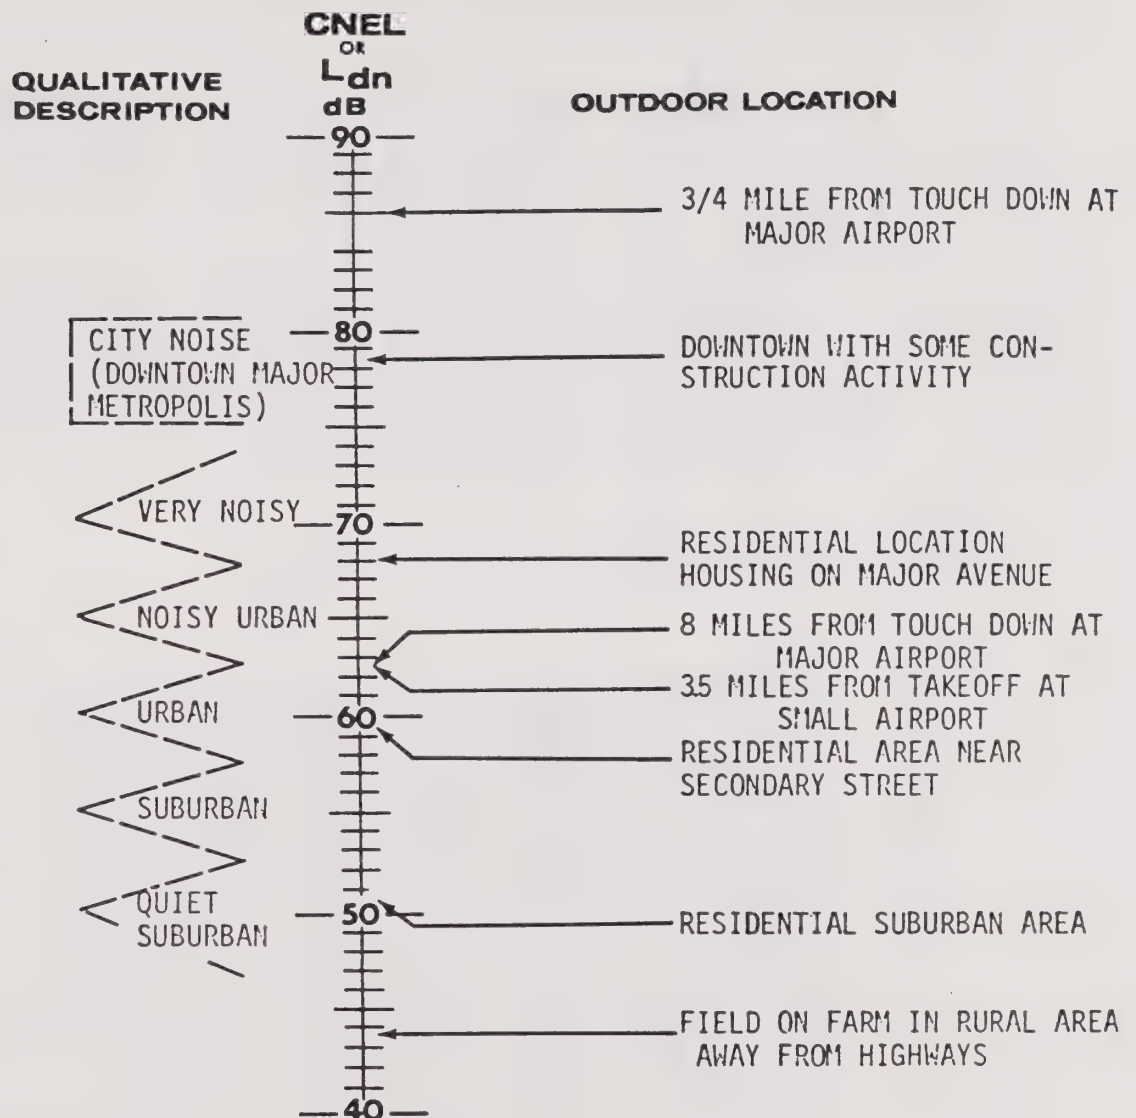 CNEL
OR
Ldn
dB
QUALITATIVE
DESCRIPTION
OUTDOOR LOCATION
90
3/4 MILE FROM TOUCH DOWN AT
MAJOR AIRPORT
80
CITY NOISE
(DOWNTOWN MAJOR
METROPOLIS)
DOWNTOWN WITH SOME CON-
STRUCTION ACTIVITY
VERY NOISY
70
RESIDENTIAL LOCATION
HOUSING ON MAJOR AVENUE
NOISY URBAN
8 MILES FROM TOUCH DOWN AT
MAJOR AIRPORT
3.5 MILES FROM TAKEOFF AT
SMALL AIRPORT
URBAN
60
RESIDENTIAL AREA NEAR
SECONDARY STREET
SUBURBAN
QUIET
SUBURBAN
50
RESIDENTIAL SUBURBAN AREA
FIELD ON FARM IN RURAL AREA
AWAY FROM HIGHWAYS
40